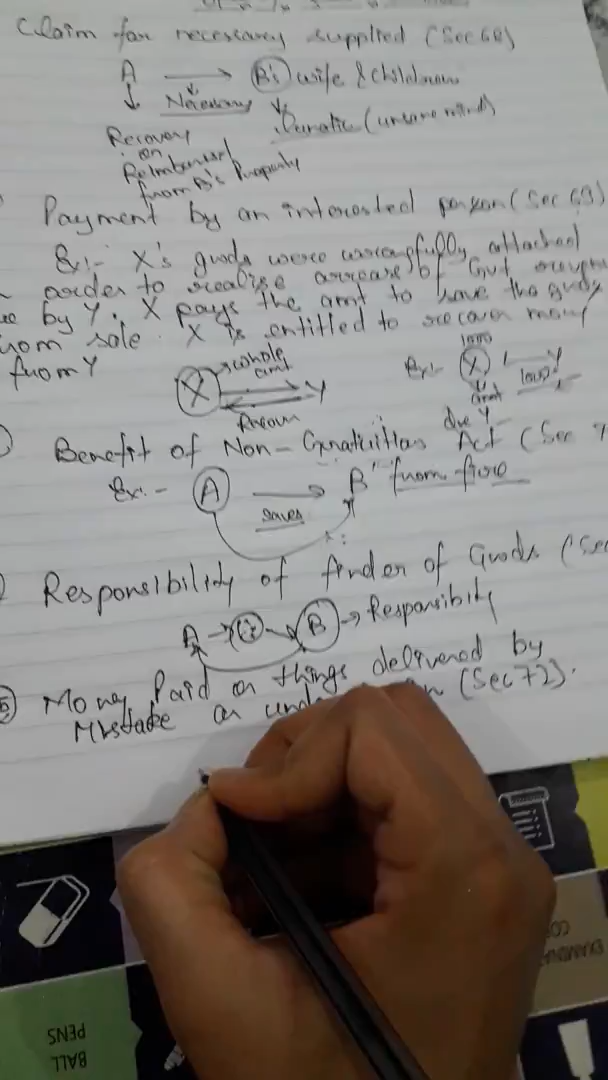 Claim for necessary supplied (Sec 68)
A → B's wife & children
Necessary Lunatic (unsound mind)
Recovery
on
Reimbursed
from B's Property
Payment by an interested person (Sec 69)
Ex:- X's goods were wrongfully attached
order to realise arrears of Govt
by Y. X pays the amt to save the goods
from sale. X is entitled to recover money
from Y
X whole amt Y
Ex:- X Y
due Y
Benefit of Non-Gratuitous Act (Sec 7
Ex:- A → B from fire
saves
Responsibility of finder of Goods (Sec
A → → B → Responsibility
5 Money Paid or things delivered by
Mistake or (Sec 72).
BALL
PENS